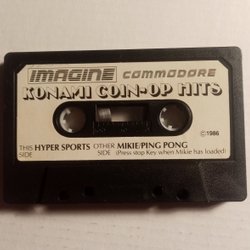 IMAGINE COMMODORE
KONAMI COIN-OP HITS
©1986
THIS SIDE HYPER SPORTS OTHER SIDE MIKIE/PING PONG
(Press stop Key when Mikie has loaded)